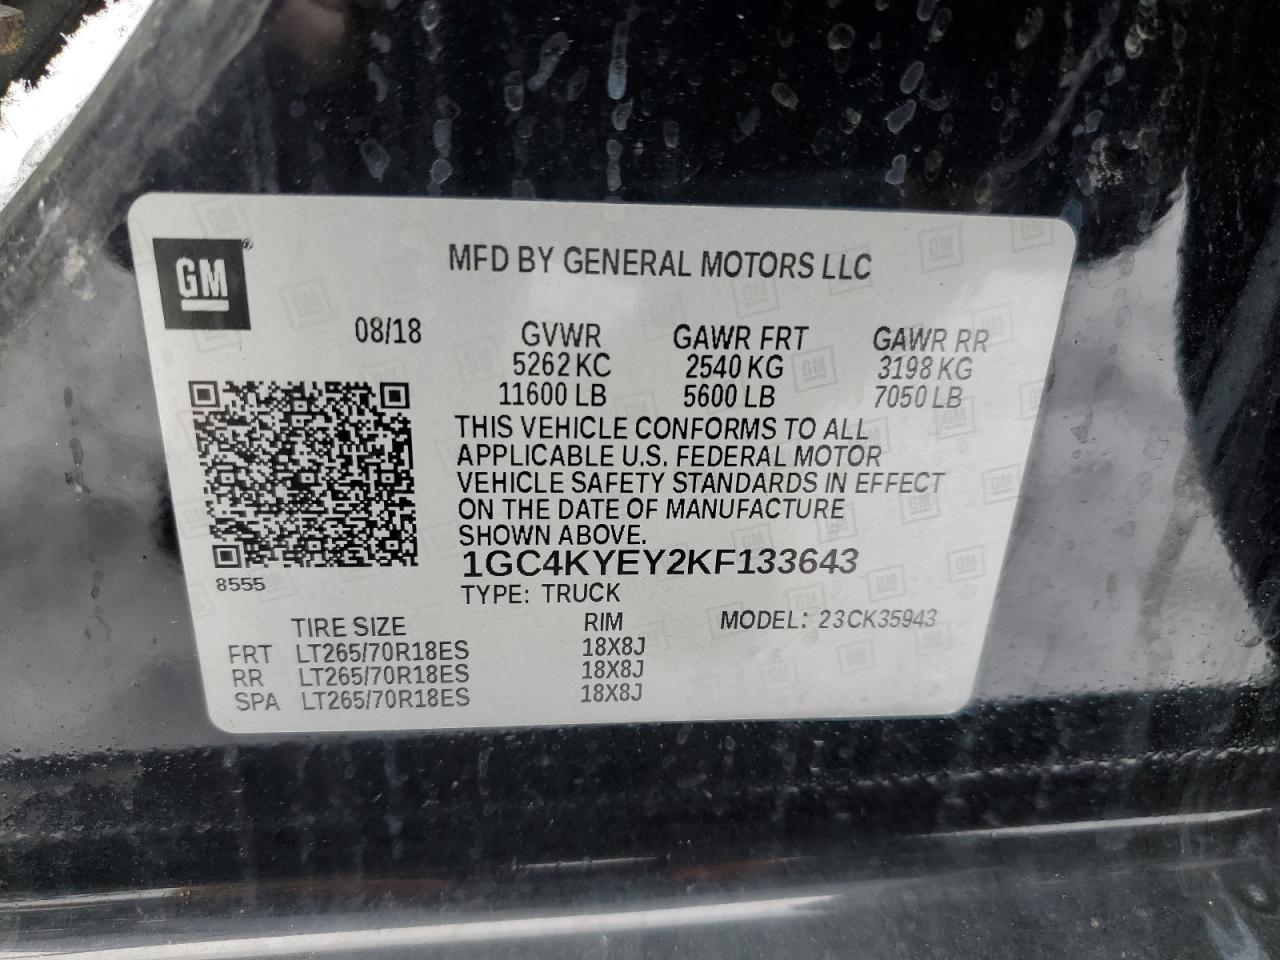 GM
MFD BY GENERAL MOTORS LLC
08/18 GVWR GAWR FRT GAWR RR
5262 KG 2540 KG 3198 KG
11600 LB 5600 LB 7050 LB
THIS VEHICLE CONFORMS TO ALL
APPLICABLE U.S. FEDERAL MOTOR
VEHICLE SAFETY STANDARDS IN EFFECT
ON THE DATE OF MANUFACTURE
SHOWN ABOVE.
8555
1GC4KYEY2KF133643
TYPE: TRUCK
TIRE SIZE RIM MODEL: 23CK35943
FRT LT265/70R18ES 18X8J
RR LT265/70R18ES 18X8J
SPA LT265/70R18ES 18X8J